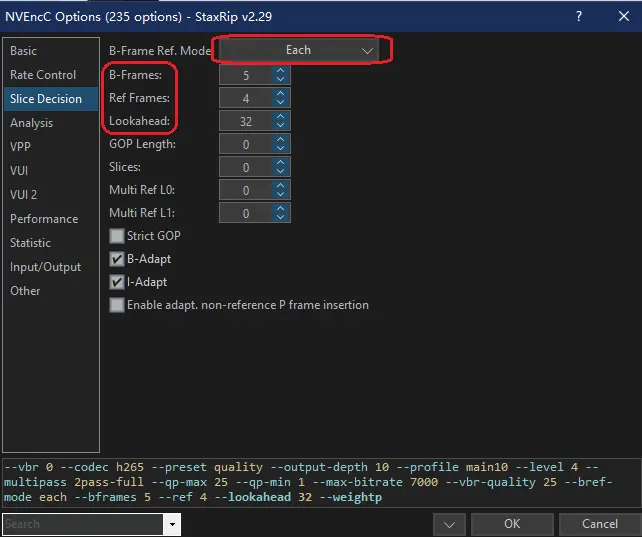 NVEncC Options (235 options) - StaxRip v2.29
Basic
Rate Control
Slice Decision
Analysis
VPP
VUI
VUI 2
Performance
Statistic
Input/Output
Other
B-Frame Ref. Mode Each
B-Frames: 5
Ref Frames: 4
Lookahead: 32
GOP Length: 0
Slices: 0
Multi Ref L0: 0
Multi Ref L1: 0
Strict GOP
B-Adapt
I-Adapt
Enable adapt. non-reference P frame insertion
--vbr 0 --codec h265 --preset quality --output-depth 10 --profile main10 --level 4 --
multipass 2pass-full --qp-max 25 --qp-min 1 --max-bitrate 7000 --vbr-quality 25 --bref-
mode each --bframes 5 --ref 4 --lookahead 32 --weightp
Search
OK
Cancel